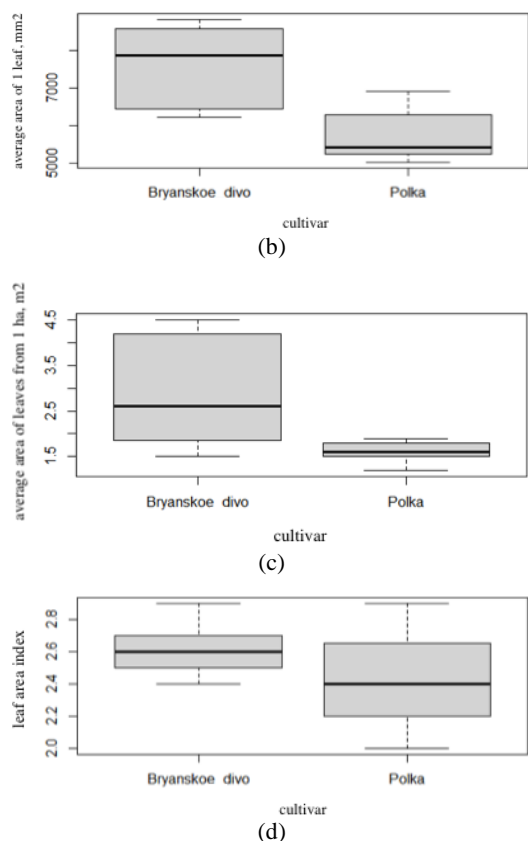 average area of 1 leaf, mm2
7000
5000
Bryanskoe divo Polka
cultivar
(b)
average area of leaves from 1 ha, m2
4.5
3.5
2.5
1.5
Bryanskoe divo Polka
cultivar
(c)
leaf area index
2.8
2.6
2.4
2.2
2.0
Bryanskoe divo Polka
cultivar
(d)